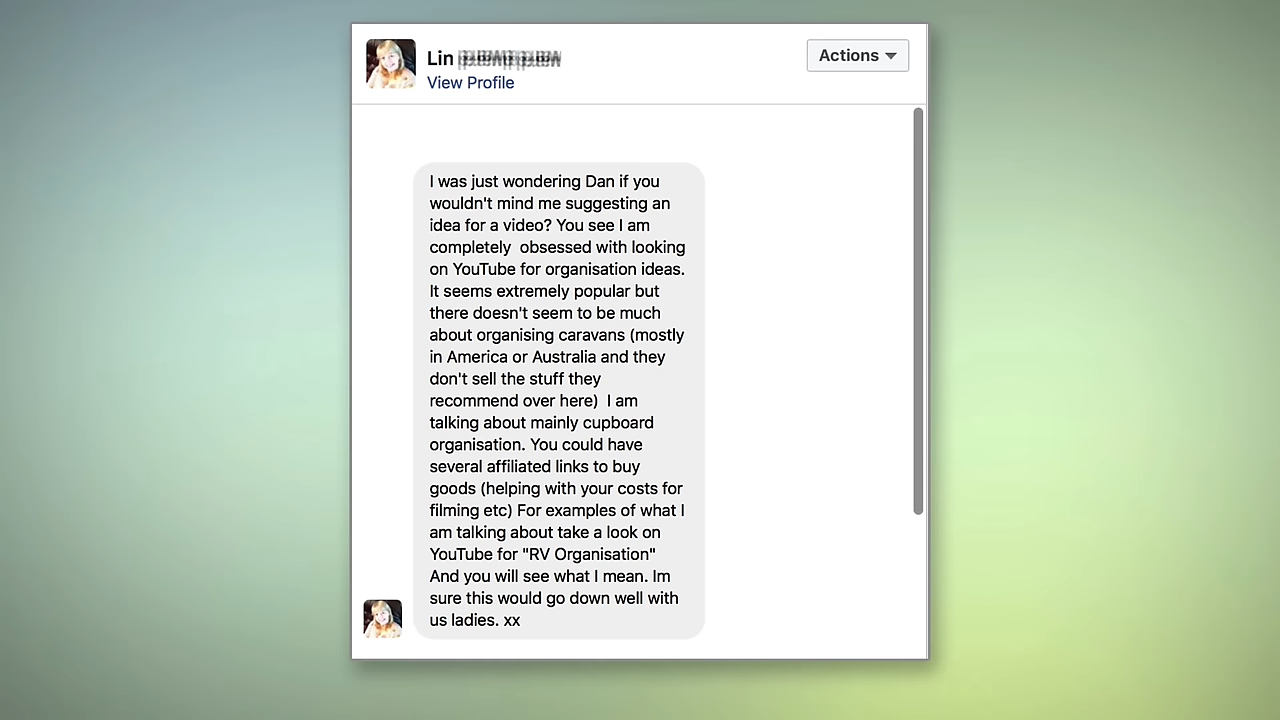 Lin
View Profile
Actions
I was just wondering Dan if you
wouldn't mind me suggesting an
idea for a video? You see I am
completely  obsessed with looking
on YouTube for organisation ideas.
It seems extremely popular but
there doesn't seem to be much
about organising caravans (mostly
in America or Australia and they
don't sell the stuff they
recommend over here)  I am
talking about mainly cupboard
organisation. You could have
several affiliated links to buy
goods (helping with your costs for
filming etc) For examples of what I
am talking about take a look on
YouTube for "RV Organisation"
And you will see what I mean. Im
sure this would go down well with
us ladies. xx